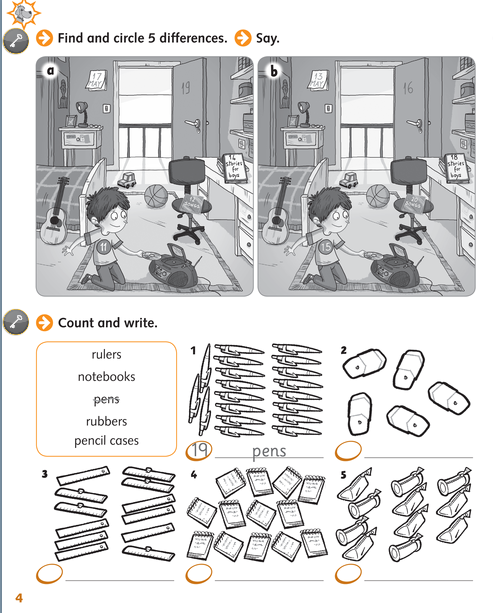 Find and circle 5 differences. Say.
a
b
17
MAY
19
14
stories
for
boys
11
13
MAY
16
18
stories
for
boys
15
Count and write.
rulers
notebooks
pens
rubbers
pencil cases
1
19 pens
2
3
4
5
4